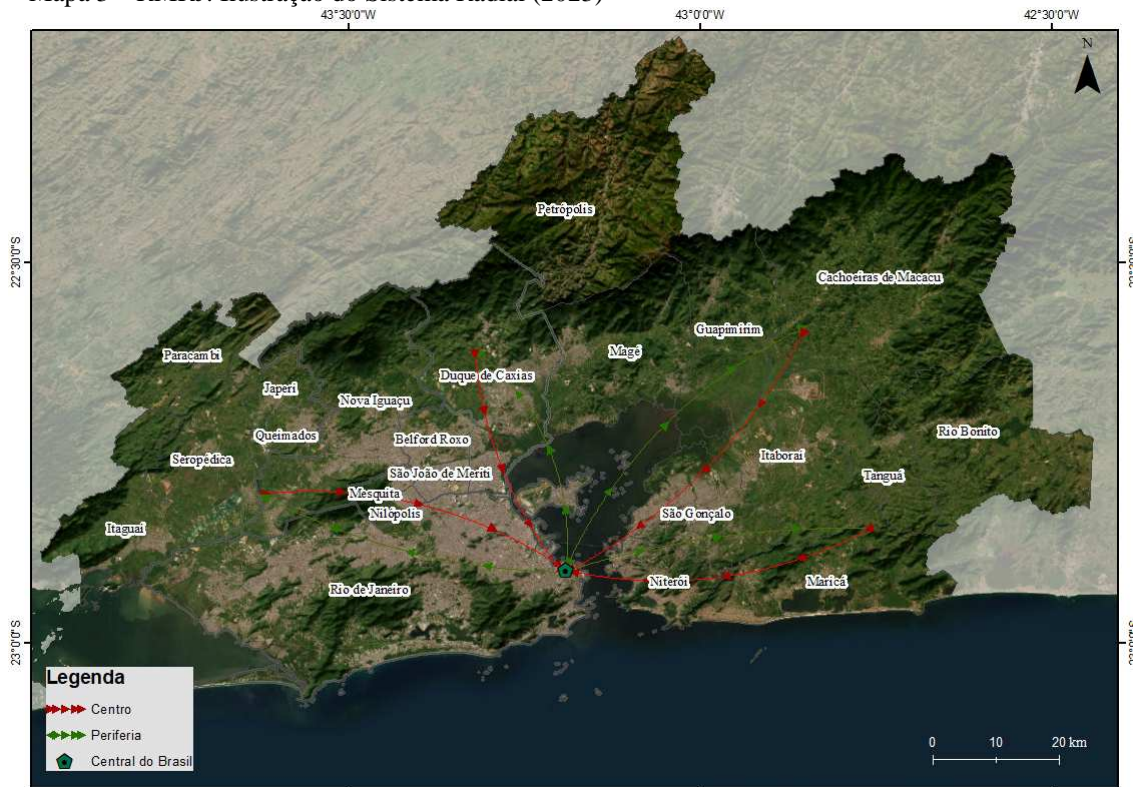 43°30'0"W
43°0'0"W
42°30'0"W
N
Petrópolis
22°30'0"S
Cachoeiras de Macacu
Guapimirim
Paracambi
Magé
Duque de Caxias
Japeri
Nova Iguaçu
Queimados
Belford Roxo
Rio Bonito
Seropédica
São João de Meriti
Itaboraí
Tanguá
Mesquita
Nilópolis
São Gonçalo
Itaguaí
Rio de Janeiro
Niterói
Maricá
23°0'0"S
23°0'0"S
Legenda
Centro
Periferia
Central do Brasil
0 10 20 km